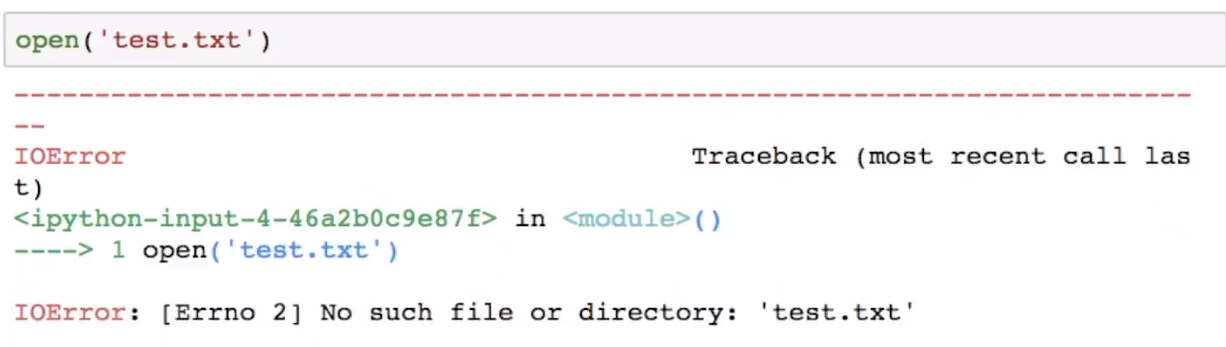 open('test.txt')
---------------------------------------------------------------------------
--
IOError                                   Traceback (most recent call las
t)
<ipython-input-4-46a2b0c9e87f> in <module>()
----> 1 open('test.txt')
IOError: [Errno 2] No such file or directory: 'test.txt'